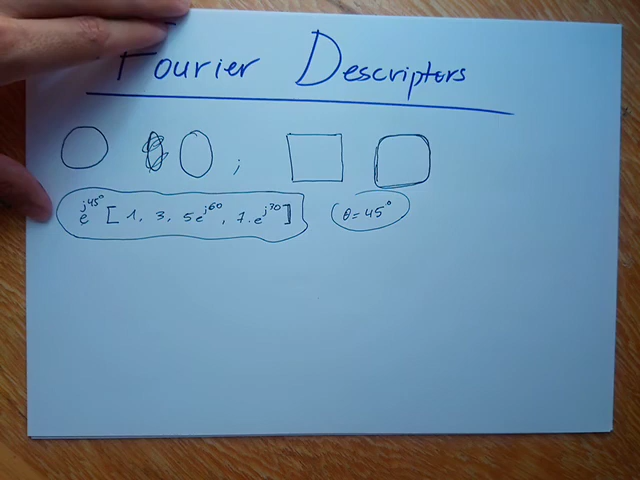 Fourier Descriptors
;
e^j45° [ 1, 3, 5e^j60, 7.e^j30 ] θ=45°